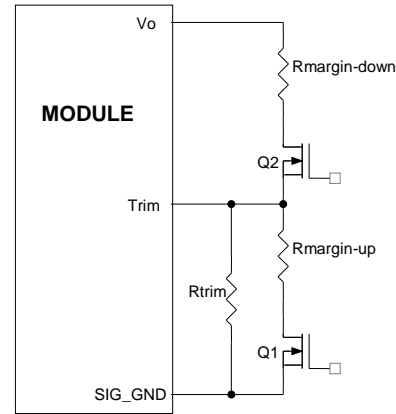 Vo
Rmargin-down
MODULE
Q2
Trim
Rmargin-up
Rtrim
Q1
SIG_GND